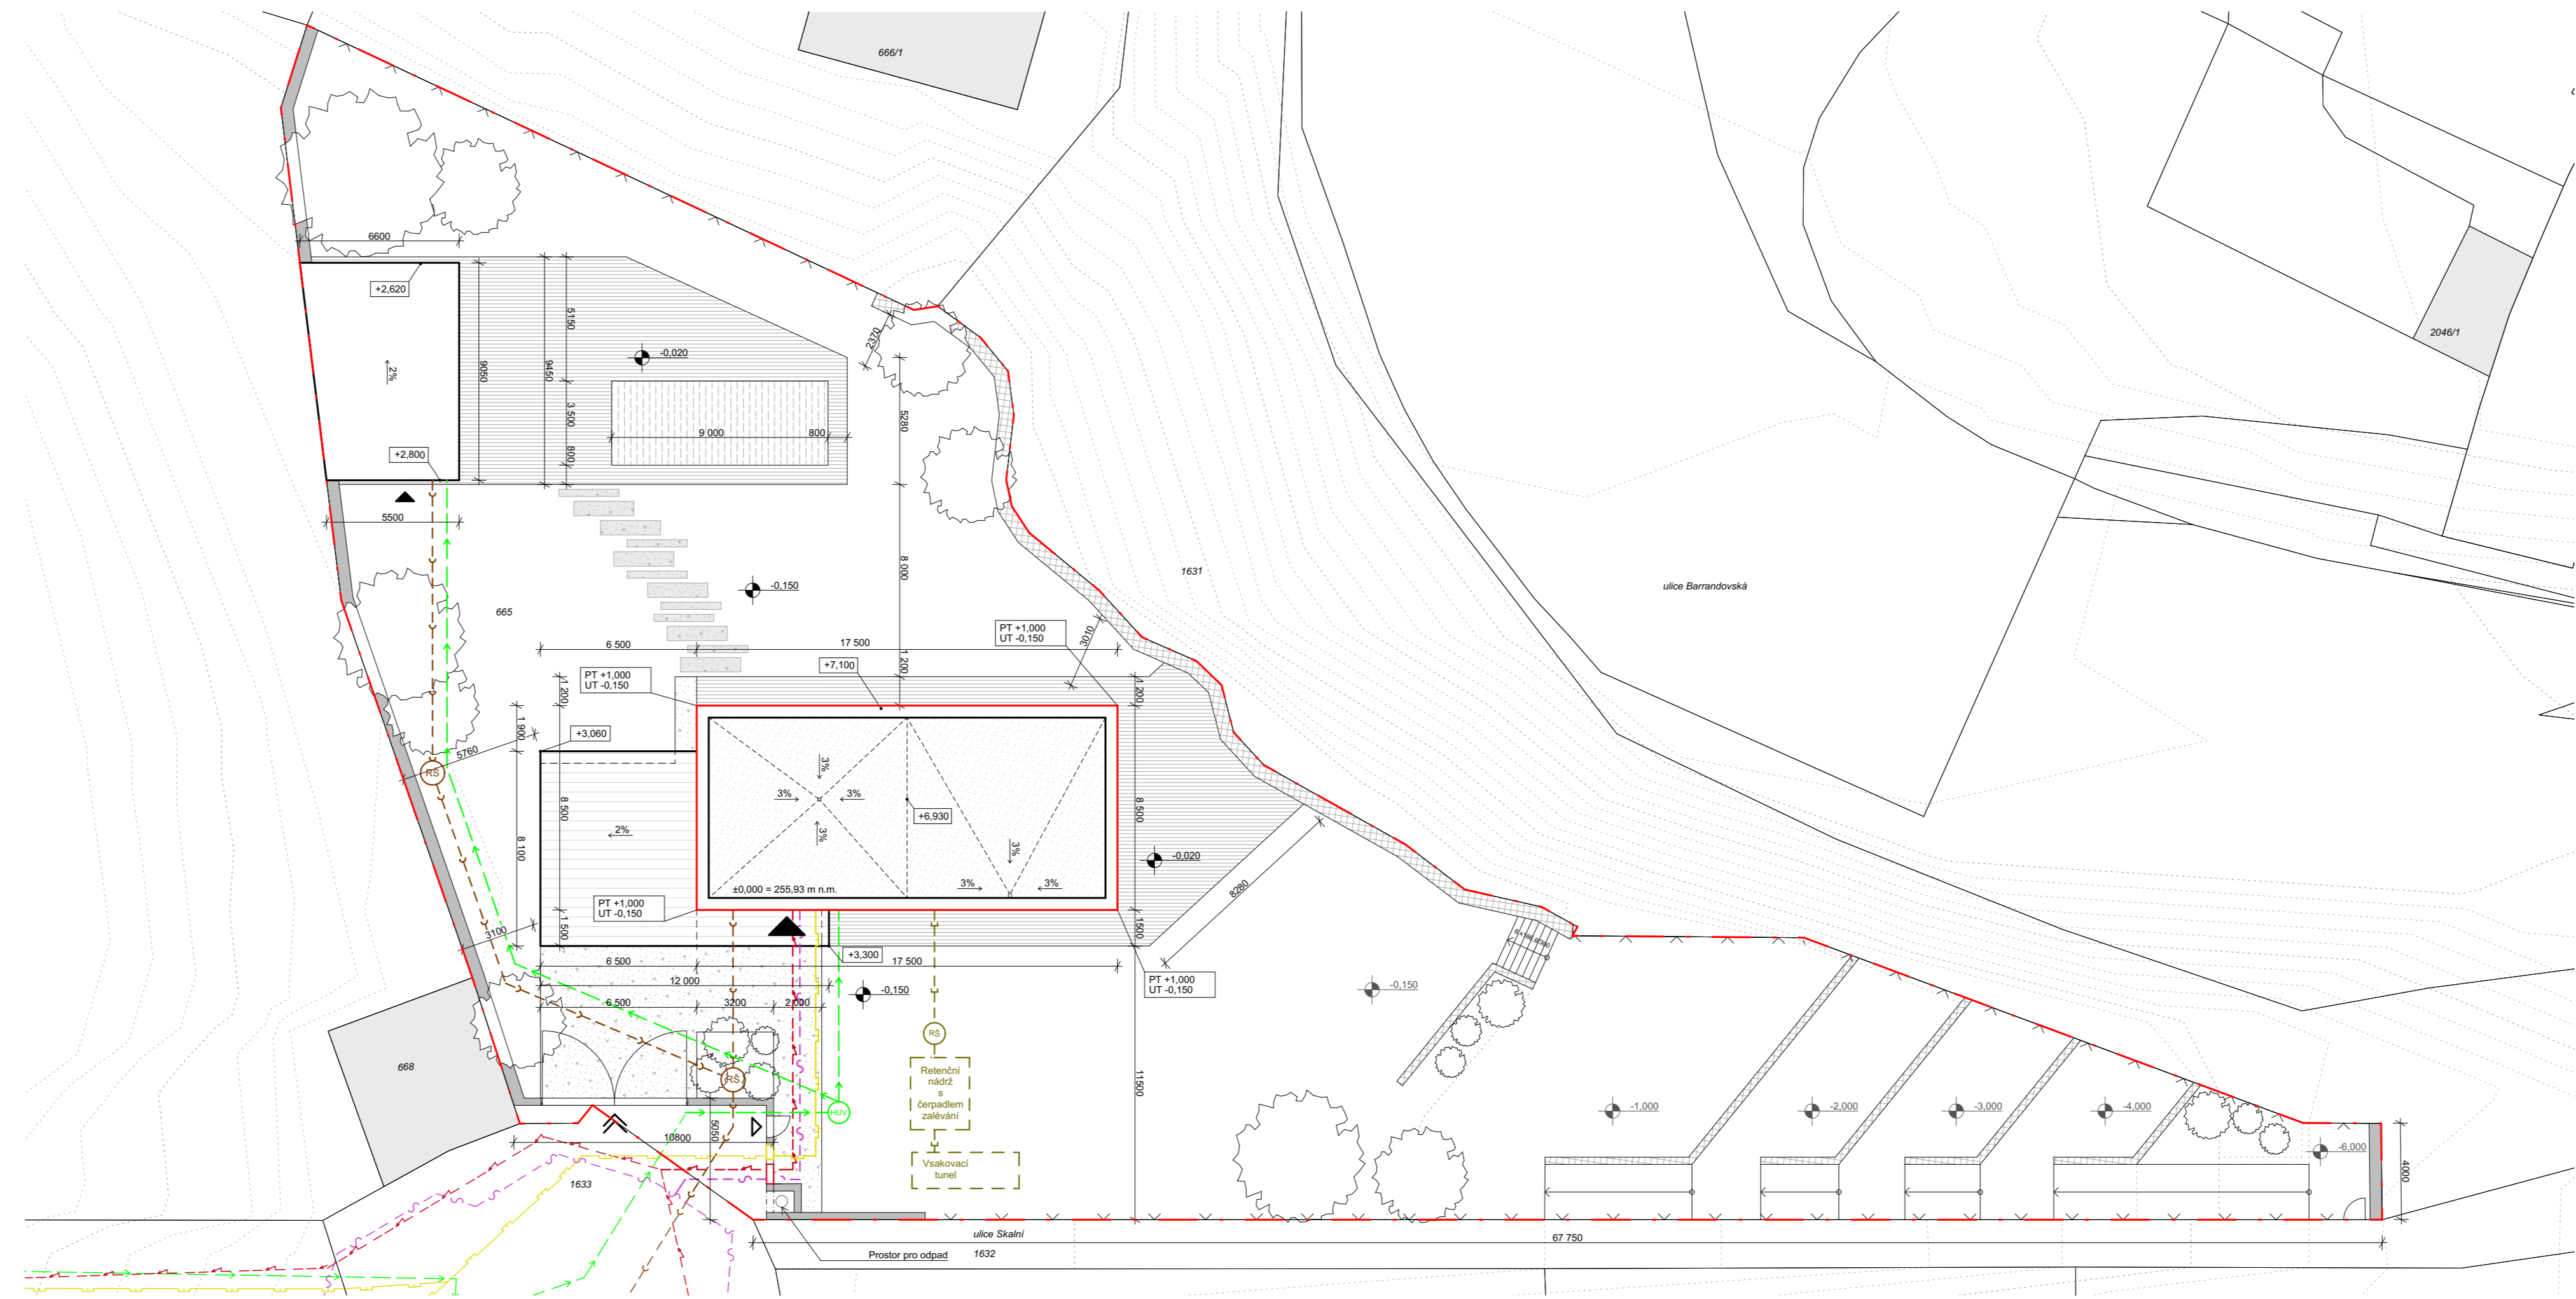 666/1
6600
+2,620
2%
9050
9450
5150
3 500
800
-0,020
9 000
800
2370
5280
2046/1
+2,800
5500
8 000
-0,150
665
1631
ulice Barrandovská
6 500
17 500
PT +1,000
UT -0,150
3010
1 200
+7,100
PT +1,000
UT -0,150
1 200
1 200
1 900
+3,060
5760
RŠ
8 500
8 100
2%
3%
3%
3%
3%
+6,930
3%
3%
3%
8 500
-0,020
±0,000 = 255,93 m n.m.
8280
PT +1,000
UT -0,150
1 500
1500
3100
+3,300
6 500
17 500
12 000
6 500
3200
2 000
-0,150
PT +1,000
UT -0,150
6 x 166,6/300
-0,150
RŠ
Retenční
nádrž
s
čerpadlem
zalévání
Vsakovací
tunel
RŠ
HUV
668
11500
5050
10800
-1,000
-2,000
-3,000
-4,000
-6,000
4000
1633
ulice Skalní
1632
Prostor pro odpad
67 750